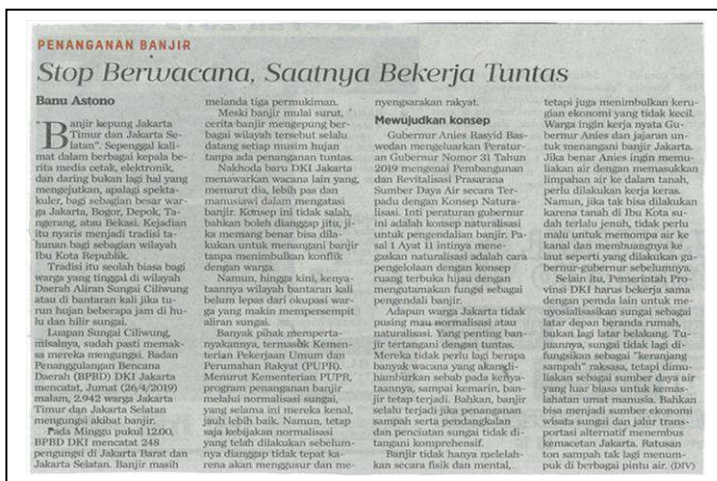 PENANGANAN BANJIR
Stop Berwacana, Saatnya Bekerja Tuntas
Banu Astono
"Banjir kepung Jakarta
Timur dan Jakarta Se-
latan". Sepenggal kali-
mat dalam berbagai kepala be-
rita media cetak, elektronik,
dan daring bukan lagi hal yang
mengejutkan, apalagi spekta-
kuler, bagi sebagian besar war-
ga Jakarta, Bogor, Depok, Ta-
ngerang, atau Bekasi. Kejadian
itu nyaris menjadi tradisi ta-
hunan bagi sebagian wilayah
Ibu Kota Republik.
Tradisi itu seolah biasa bagi
warga yang tinggal di wilayah
Daerah Aliran Sungai Ciliwung
atau di bantaran kali jika tu-
run hujan beberapa jam di hu-
lu dan hilir sungai.
Luapan Sungai Ciliwung,
misalnya, sudah pasti memak-
sa mereka mengungsi. Badan
Penanggulangan Bencana
Daerah (BPBD) DKI Jakarta
mencatat, Jumat (26/4/2019)
malam, 2.942 warga Jakarta
Timur dan Jakarta Selatan
mengungsi akibat banjir.
Pada Minggu pukul 12.00,
BPBD DKI mencatat 248
pengungsi di Jakarta Barat dan
Jakarta Selatan. Banjir masih
melanda tiga permukiman.
Meski banjir mulai surut,
cerita banjir mengepung ber-
bagai wilayah tersebut selalu
datang setiap musim hujan
tanpa ada penanganan tuntas.
Nakhoda baru DKI Jakarta
menawarkan wacana lain yang,
menurut dia, lebih pas dan
manusiawi dalam mengatasi
banjir. Konsep ini tidak salah,
bahkan boleh dianggap jitu, ji-
ka memang benar bisa dila-
kukan untuk menangani banjir
tanpa menimbulkan konflik
dengan warga.
Namun, hingga kini, kenya-
taannya wilayah bantaran kali
belum lepas dari okupasi war-
ga yang makin mempersempit
aliran sungai.
Banyak pihak memperta-
nyakannya, termasuk Kemen-
terian Pekerjaan Umum dan
Perumahan Rakyat (PUPR).
Menurut Kementerian PUPR,
program penanganan banjir
melalui normalisasi sungai,
yang selama ini mereka kenal,
jauh lebih baik. Namun, tetap
saja kebijakan normalisasi
yang telah dilakukan sebelum-
nya dianggap tidak tepat ka-
rena akan menggusur dan me-
nyengsarakan rakyat.
Mewujudkan konsep
Gubernur Anies Rasyid Bas-
wedan mengeluarkan Peratur-
an Gubernur Nomor 31 Tahun
2019 mengenai Pembangunan
dan Revitalisasi Prasarana
Sumber Daya Air secara Ter-
padu dengan Konsep Natura-
lisasi. Inti peraturan gubernur
ini adalah konsep naturalisasi
untuk pengendalian banjir. Pa-
sal 1 Ayat 11 intinya mene-
gaskan naturalisasi adalah cara
pengelolaan dengan konsep
ruang terbuka hijau dengan
mengutamakan fungsi sebagai
pengendali banjir.
Adapun warga Jakarta tidak
pusing mau normalisasi atau
naturalisasi. Yang penting ban-
jir tertangani dengan tuntas.
Mereka tidak perlu lagi berapa
banyak wacana yang akan di-
hamburkan sebab pada kenya-
taannya, sampai kemarin, ban-
jir tetap terjadi. Bahkan, banjir
selalu terjadi jika penanganan
sampah serta pendangkalan
dan penciutan sungai tidak di-
tangani komprehensif.
Banjir tidak hanya melelah-
kan secara fisik dan mental,
tetapi juga menimbulkan keru-
gian ekonomi yang tidak kecil.
Warga ingin kerja nyata Gu-
bernur Anies dan jajaran un-
tuk menangani banjir Jakarta.
Jika benar Anies ingin memu-
liakan air dengan memasukkan
limpahan air ke dalam tanah,
perlu dilakukan kerja keras.
Namun, jika tak bisa dilakukan
karena tanah di Ibu Kota su-
dah terlalu jenuh, tidak perlu
malu untuk memompa air ke
kanal dan membuangnya ke
laut seperti yang dilakukan gu-
bernur-gubernur sebelumnya.
Selain itu, Pemerintah Pro-
vinsi DKI harus bekerja sama
dengan pemda lain untuk me-
nyosialisasikan sungai sebagai
latar depan beranda rumah,
bukan lagi latar belakang. Tu-
juannya, sungai tidak lagi di-
fungsikan sebagai "keranjang
sampah" raksasa, tetapi dimu-
liakan sebagai sumber daya air
yang luar biasa untuk kemas-
lahatan umat manusia. Bahkan
bisa menjadi sumber ekonomi
wisata sungai dan jalur trans-
portasi alternatif menembus
kemacetan Jakarta. Ratusan
ton sampah tak lagi menum-
puk di berbagai pintu air. (DIV)